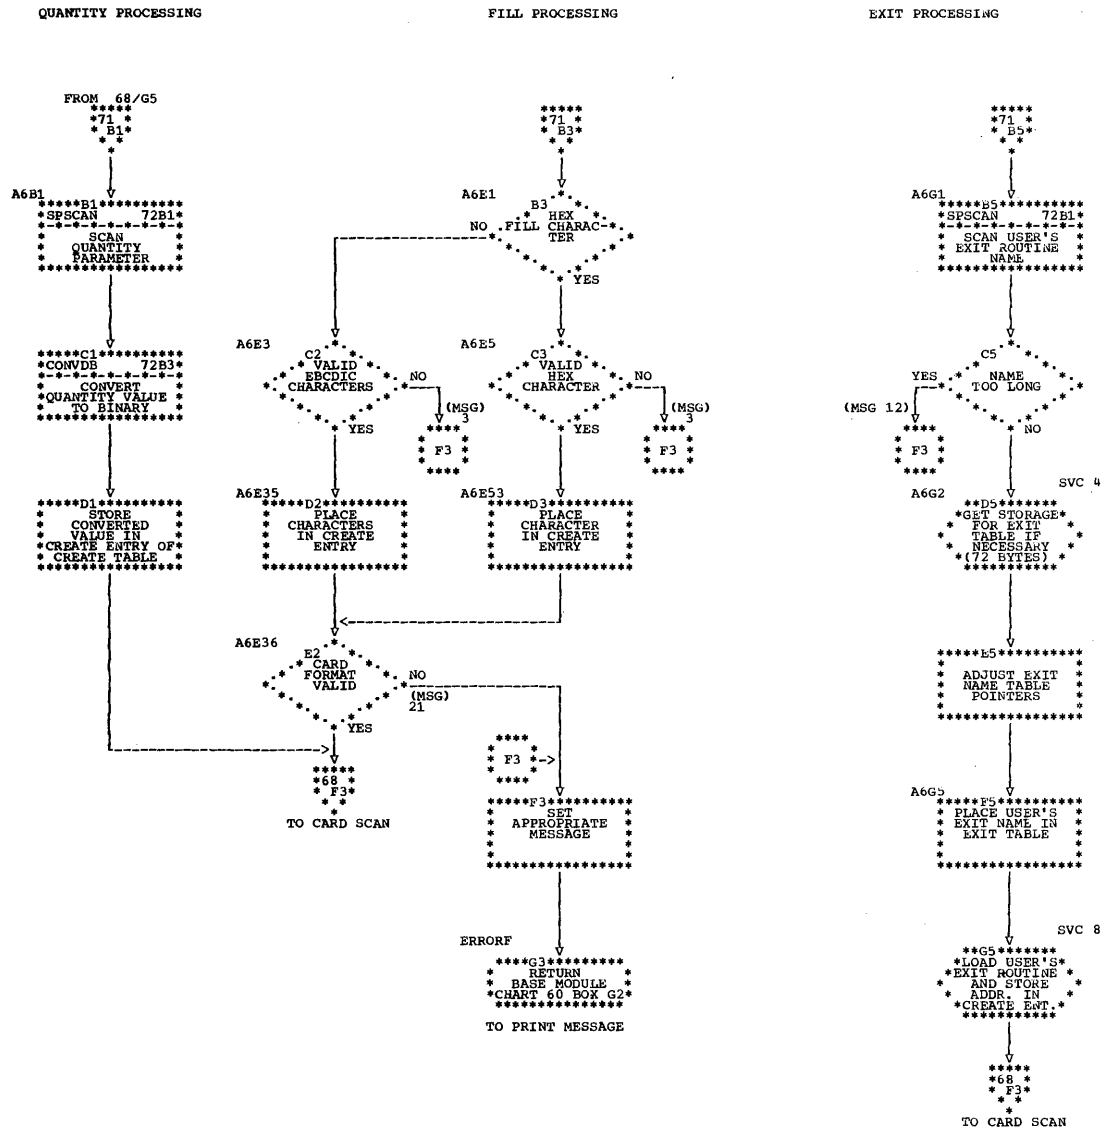 QUANTITY PROCESSING
FILL PROCESSING
EXIT PROCESSING
FROM 68/G5
71
B1
71
B3
71
B5
A6B1
B1
SPSCAN 72B1
SCAN
QUANTITY
PARAMETER
A6E1
B3
HEX
FILL CHARAC-
TER
NO
YES
A6G1
B5
SPSCAN 72B1
SCAN USER'S
EXIT ROUTINE
NAME
C1
CONVDB 72B3
CONVERT
QUANTITY VALUE
TO BINARY
A6E3
C2
VALID
EBCDIC
CHARACTERS
NO
(MSG)
3
F3
YES
A6E5
C3
VALID
HEX
CHARACTER
NO
(MSG)
3
F3
YES
C5
NAME
TOO LONG
YES
(MSG 12)
F3
NO
D1
STORE
CONVERTED
VALUE IN
CREATE ENTRY OF
CREATE TABLE
A6E35
D2
PLACE
CHARACTERS
IN CREATE
ENTRY
A6E53
D3
PLACE
CHARACTER
IN CREATE
ENTRY
SVC 4
A6G2
D5
GET STORAGE
FOR EXIT
TABLE IF
NECESSARY
(72 BYTES)
A6E36
E2
CARD
FORMAT
VALID
NO
(MSG)
21
YES
E5
ADJUST EXIT
NAME TABLE
POINTERS
F3
68
F3
TO CARD SCAN
F3
SET
APPROPRIATE
MESSAGE
A6G5
F5
PLACE USER'S
EXIT NAME IN
EXIT TABLE
ERRORF
G3
RETURN
BASE MODULE
CHART 60 BOX G2
TO PRINT MESSAGE
SVC 8
G5
LOAD USER'S
EXIT ROUTINE
AND STORE
ADDR. IN
CREATE ENT.
68
F3
TO CARD SCAN